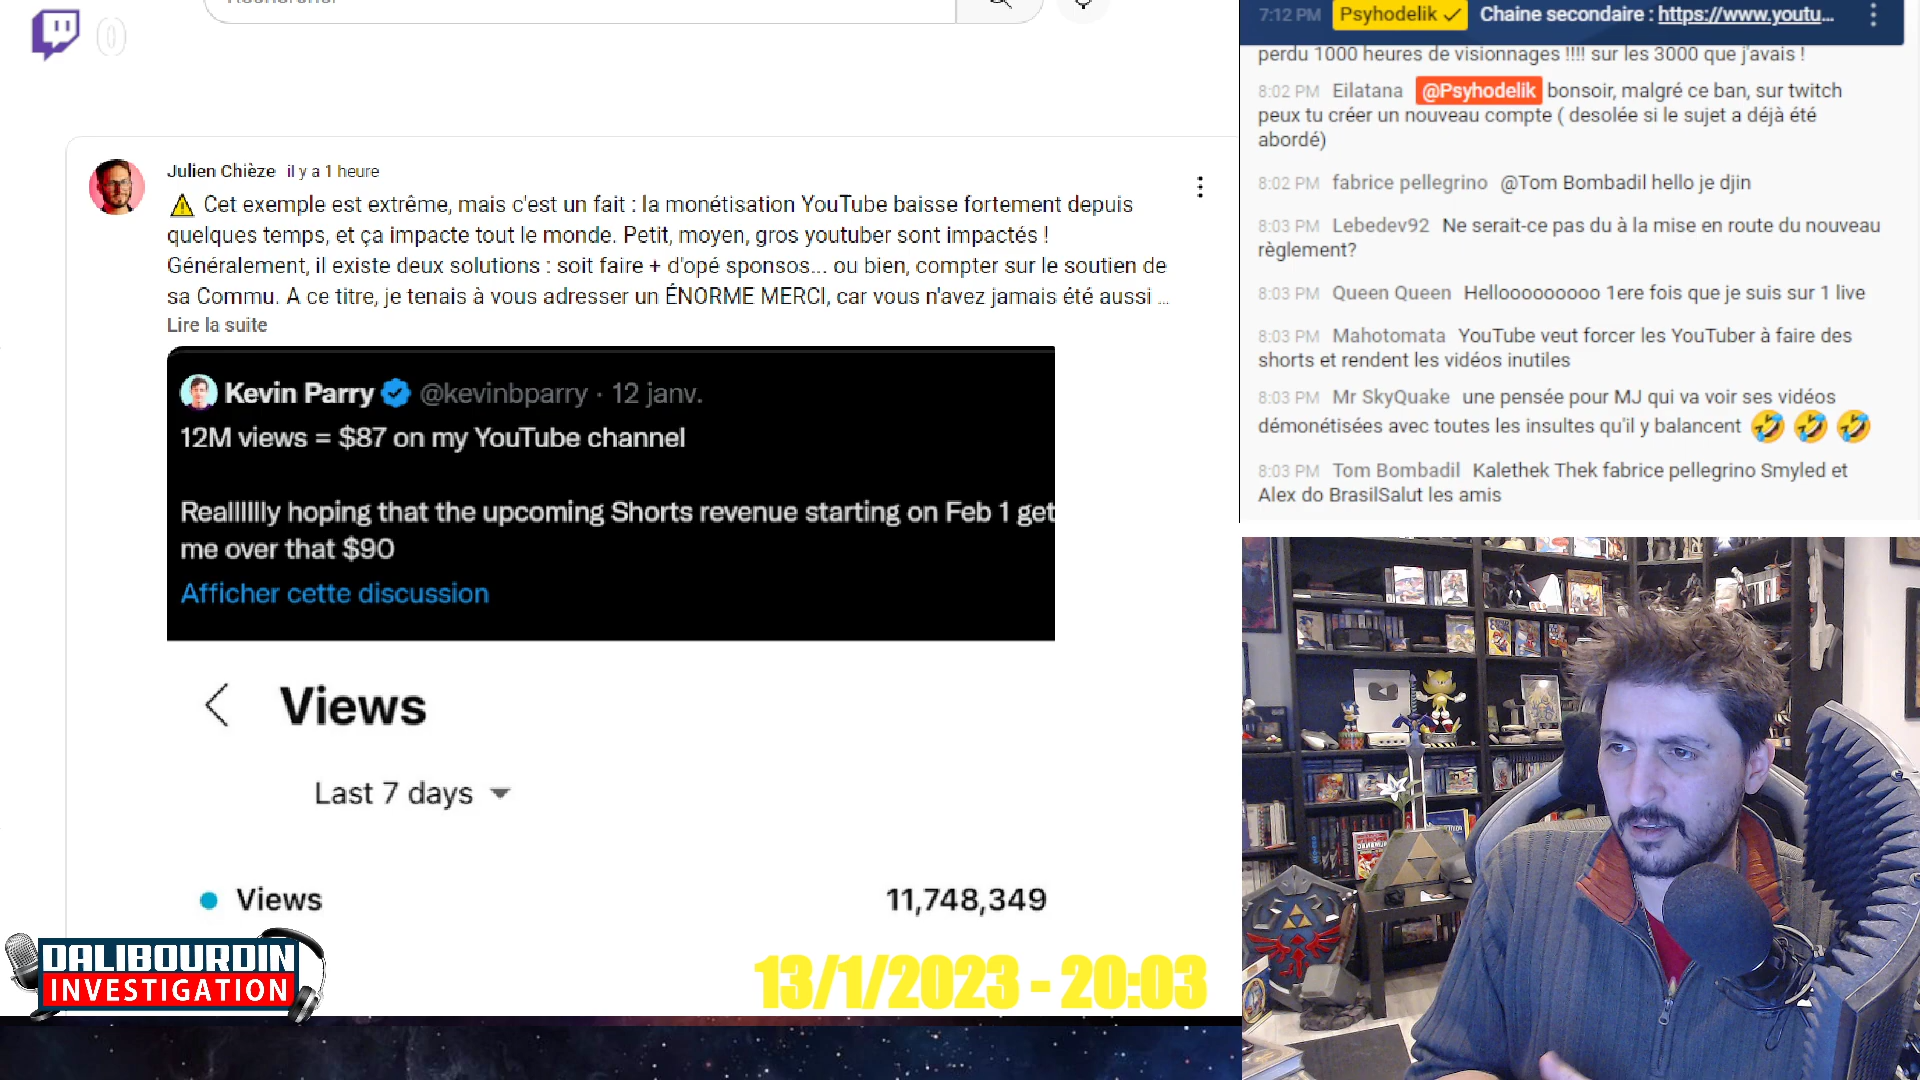 Julien Chièze il y a 1 heure
⚠ Cet exemple est extrême, mais c'est un fait : la monétisation YouTube baisse fortement depuis
quelques temps, et ça impacte tout le monde. Petit, moyen, gros youtuber sont impactés !
Généralement, il existe deux solutions : soit faire + d'opé sponsos... ou bien, compter sur le soutien de
sa Commu. A ce titre, je tenais à vous adresser un ÉNORME MERCI, car vous n'avez jamais été aussi ...
Lire la suite
Kevin Parry @kevinbparry · 12 janv.
12M views = $87 on my YouTube channel
Realllllly hoping that the upcoming Shorts revenue starting on Feb 1 get
me over that $90
Afficher cette discussion
Views
Last 7 days
Views 11,748,349
DALIBOURDIN
INVESTIGATION
13/1/2023 - 20:03
0
7:12 PM Psyhodelik ✓ Chaine secondaire : https://www.youtu...
perdu 1000 heures de visionnages !!!! sur les 3000 que j'avais !
8:02 PM Eilatana @Psyhodelik bonsoir, malgré ce ban, sur twitch
peux tu créer un nouveau compte ( desolée si le sujet a déjà été
abordé)
8:02 PM fabrice pellegrino @Tom Bombadil hello je djin
8:03 PM Lebedev92 Ne serait-ce pas du à la mise en route du nouveau
règlement?
8:03 PM Queen Queen Helloooooooo 1ere fois que je suis sur 1 live
8:03 PM Mahotomata YouTube veut forcer les YouTuber à faire des
shorts et rendent les vidéos inutiles
8:03 PM Mr SkyQuake une pensée pour MJ qui va voir ses vidéos
démonétisées avec toutes les insultes qu'il y balancent 🤣 🤣 🤣
8:03 PM Tom Bombadil Kalethek Thek fabrice pellegrino Smyled et
Alex do BrasilSalut les amis